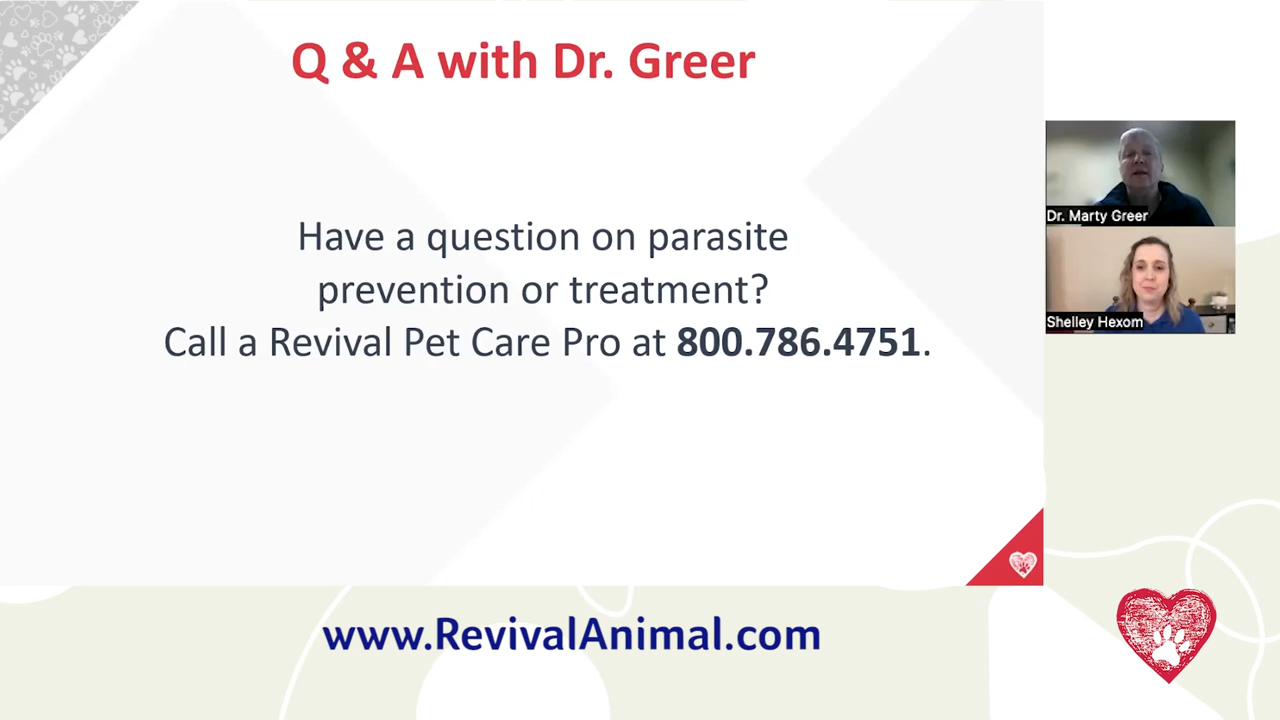 Q & A with Dr. Greer
Have a question on parasite
prevention or treatment?
Call a Revival Pet Care Pro at 800.786.4751.
Dr. Marty Greer
Shelley Hexom
www.RevivalAnimal.com